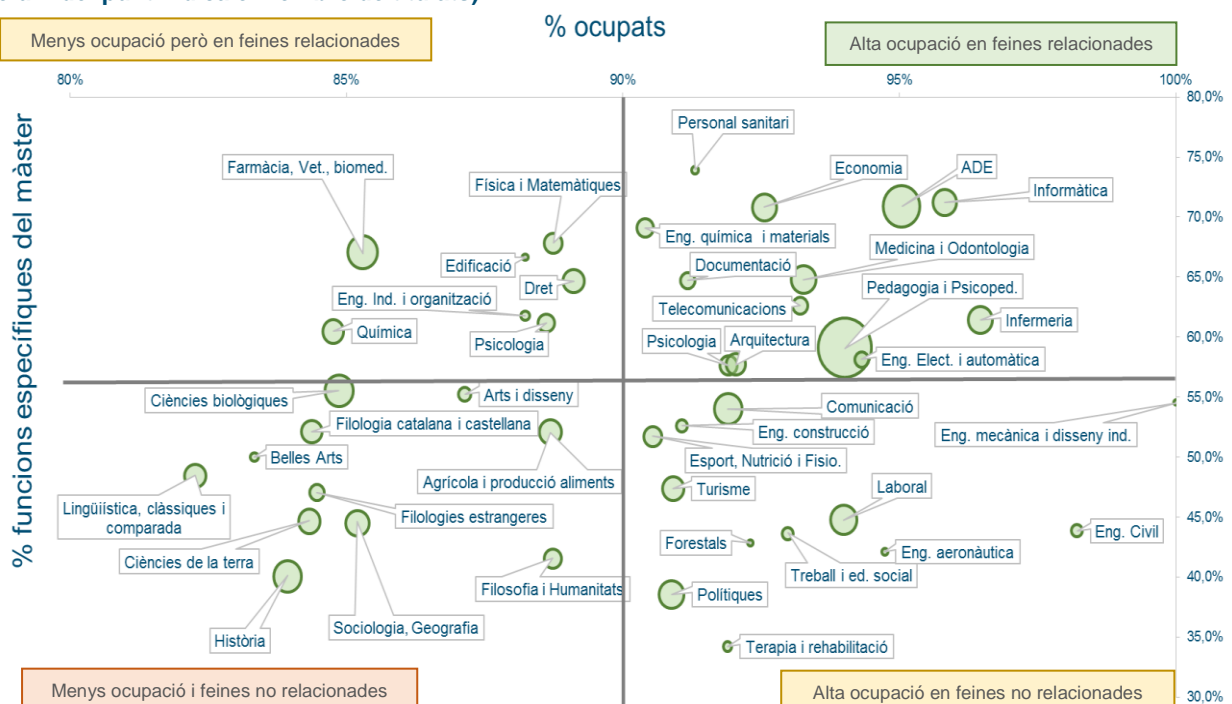 % ocupats
Menys ocupació però en feines relacionades
Alta ocupació en feines relacionades
80%
85%
90%
95%
100%
80,0%
75,0%
70,0%
65,0%
60,0%
55,0%
50,0%
45,0%
40,0%
35,0%
30,0%
% funcions específiques del màster
Personal sanitari
Farmàcia, Vet., biomed.
Física i Matemàtiques
Economia
ADE
Informàtica
Eng. química i materials
Medicina i Odontologia
Edificació
Documentació
Dret
Pedagogia i Psicoped.
Eng. Ind. i organització
Telecomunicacions
Infermeria
Química
Psicologia
Psicologia
Arquitectura
Eng. Elect. i automàtica
Ciències biològiques
Arts i disseny
Comunicació
Filologia catalana i castellana
Eng. construcció
Eng. mecànica i disseny ind.
Belles Arts
Esport, Nutrició i Fisio.
Agrícola i producció aliments
Turisme
Laboral
Lingüística, clàssiques i
comparada
Filologies estrangeres
Eng. Civil
Forestals
Eng. aeronàutica
Ciències de la terra
Treball i ed. social
Filosofia i Humanitats
Polítiques
Sociologia, Geografia
Història
Terapia i rehabilitació
Menys ocupació i feines no relacionades
Alta ocupació en feines no relacionades